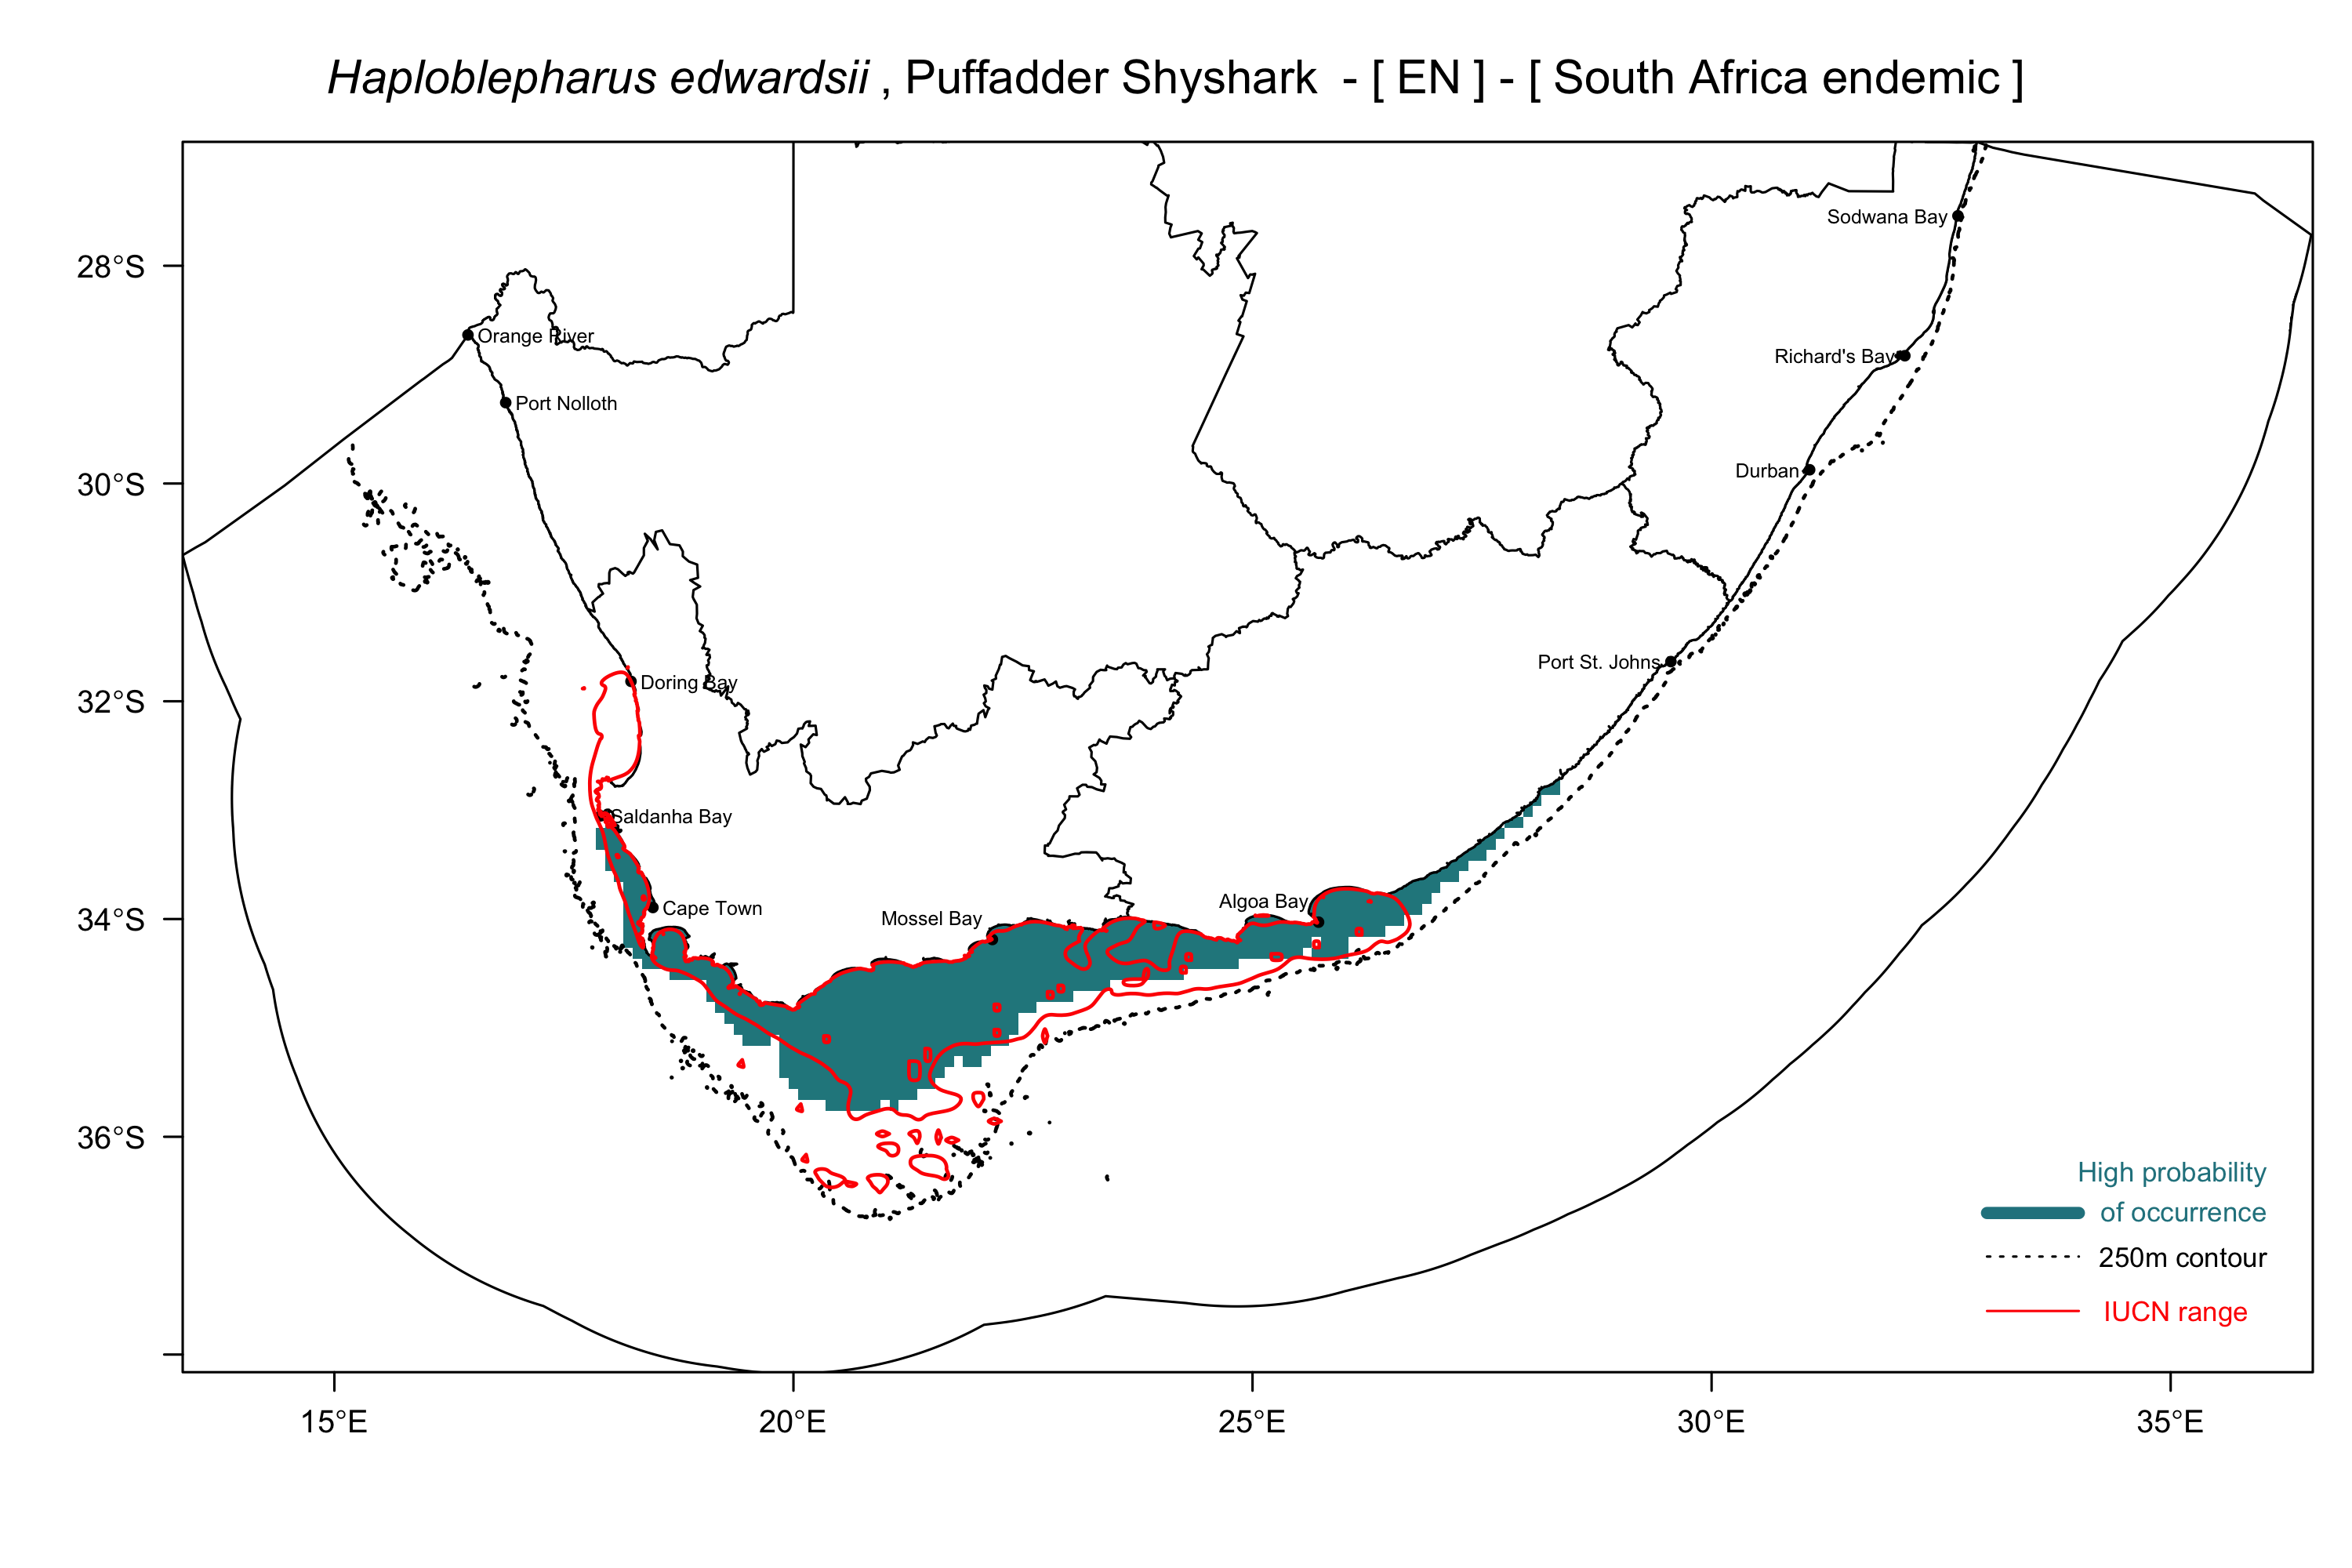 Haploblepharus edwardsii , Puffadder Shyshark - [ EN ] - [ South Africa endemic ]
Sodwana Bay
28°S
Orange River
Richard's Bay
Port Nolloth
Durban
30°S
Port St. Johns
Doring Bay
32°S
Saldanha Bay
Algoa Bay
Cape Town
Mossel Bay
34°S
36°S
High probability
of occurrence
250m contour
IUCN range
15°E
20°E
25°E
30°E
35°E